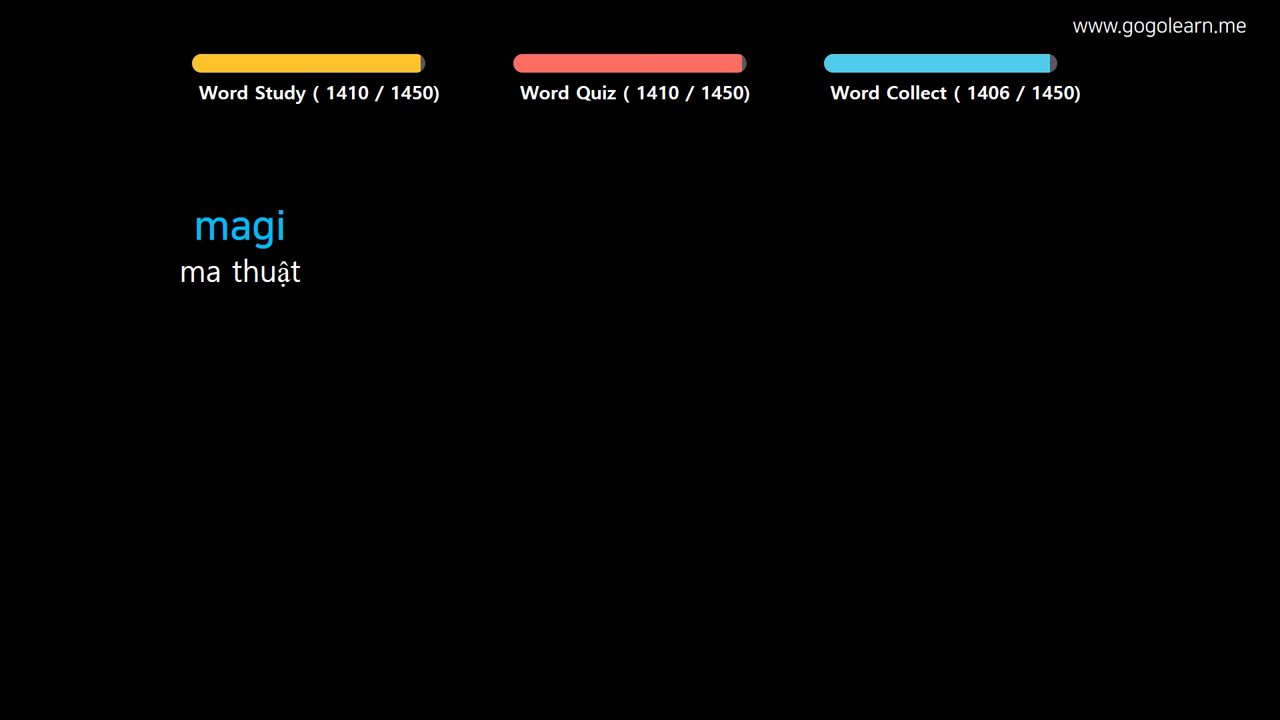 www.gogolearn.me
Word Study ( 1410 / 1450)
Word Quiz ( 1410 / 1450)
Word Collect ( 1406 / 1450)
magi
ma thuật